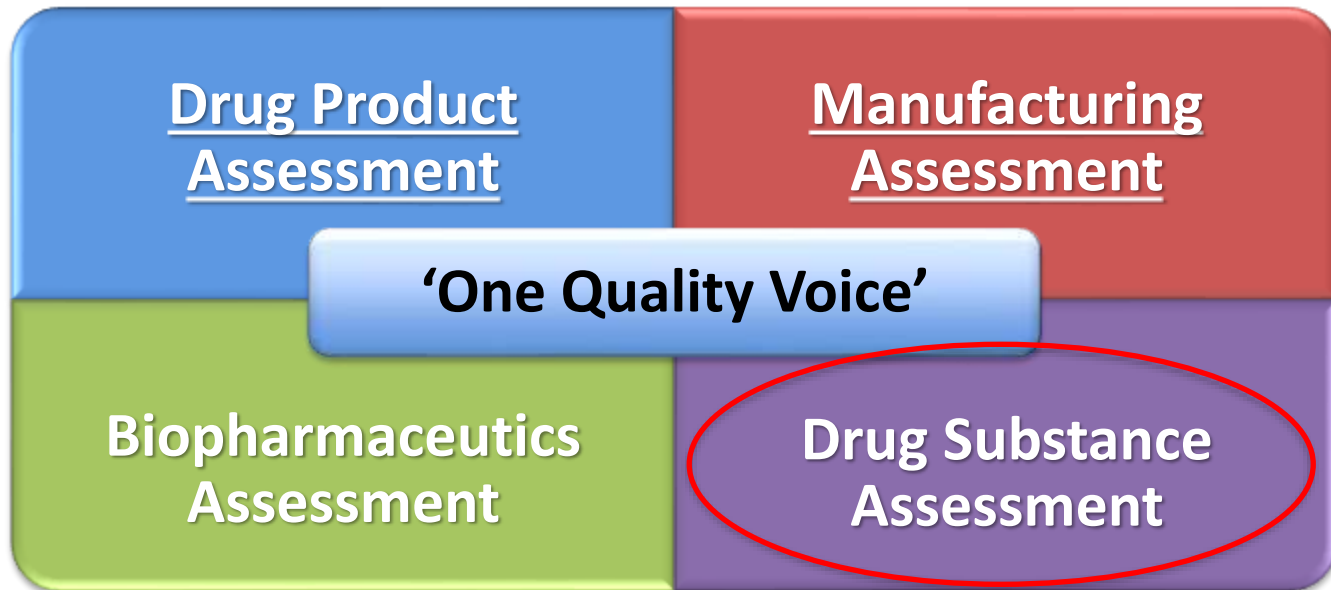 Drug Product
Assessment
Manufacturing
Assessment
‘One Quality Voice’
Biopharmaceutics
Assessment
Drug Substance
Assessment